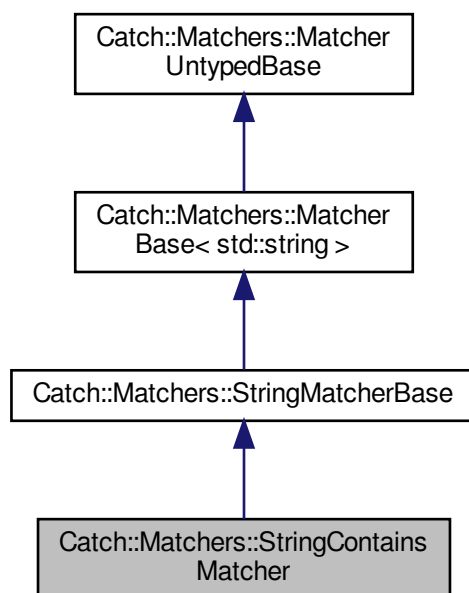 Catch::Matchers::Matcher
UntypedBase
Catch::Matchers::Matcher
Base< std::string >
Catch::Matchers::StringMatcherBase
Catch::Matchers::StringContains
Matcher